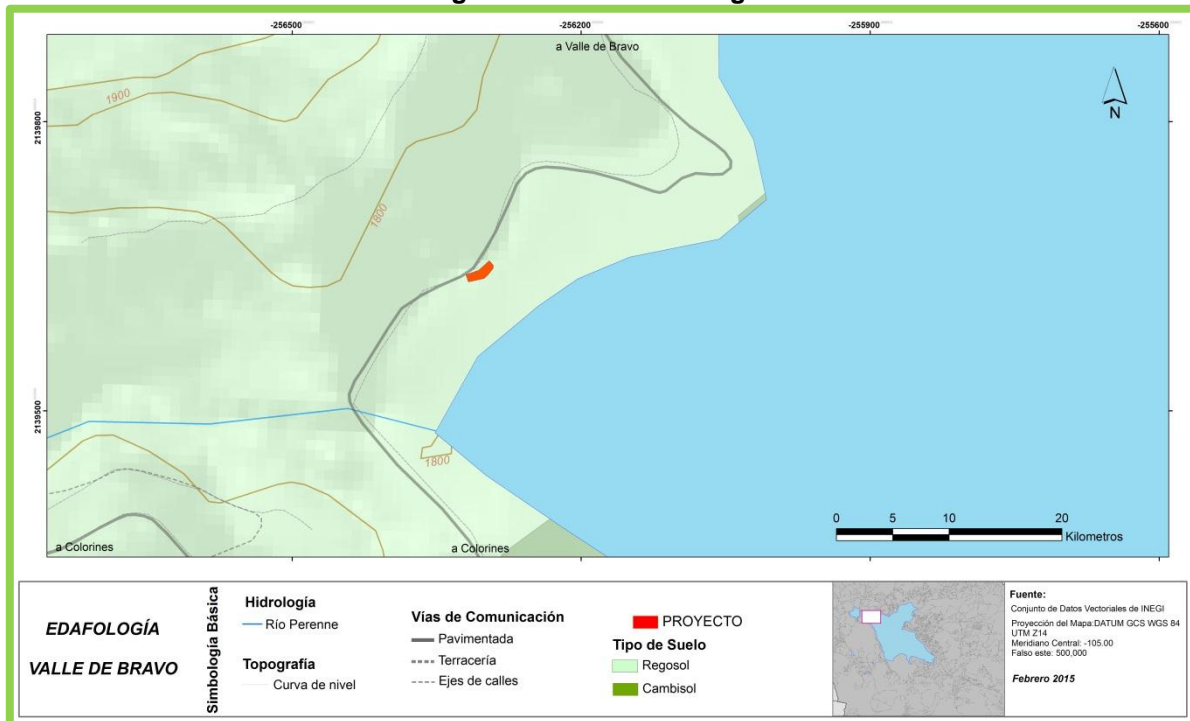 -256500
-256200
-255900
-255600
a Valle de Bravo
1900
2139800
N
1800
2139500
1800
0 5 10 20
Kilometros
a Colorines
a Colorines
EDAFOLOGÍA
VALLE DE BRAVO
Simbología Básica
Hidrología
Río Perenne
Topografía
Curva de nivel
Vías de Comunicación
Pavimentada
Terracería
Ejes de calles
PROYECTO
Tipo de Suelo
Regosol
Cambisol
Fuente:
Conjunto de Datos Vectoriales de INEGI
Proyección del Mapa:DATUM GCS WGS 84
UTM Z14
Meridiano Central: -105.00
Falso este: 500,000
Febrero 2015